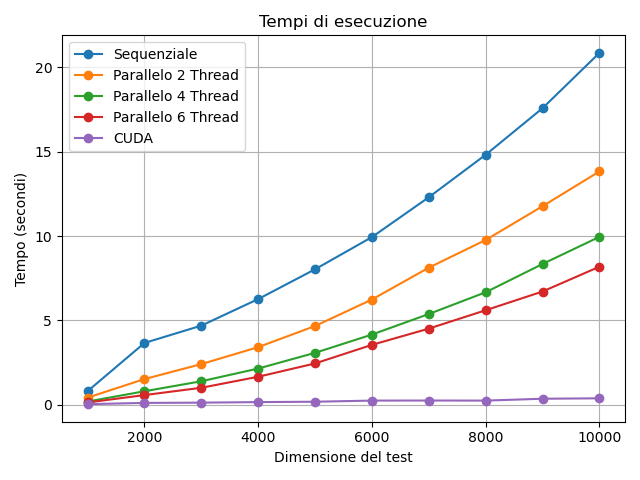 Tempi di esecuzione
Sequenziale
Parallelo 2 Thread
Parallelo 4 Thread
Parallelo 6 Thread
CUDA
Tempo (secondi)
20
15
10
5
0
2000 4000 6000 8000 10000
Dimensione del test